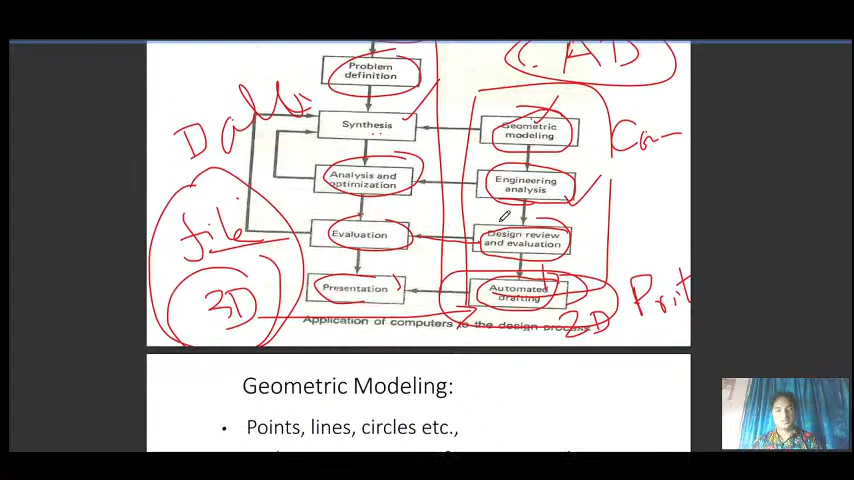 CAD
Problem
definition
Synthesis
Geometric
modeling
Analysis and
optimization
Engineering
analysis
Evaluation
Design review
and evaluation
Presentation
Automated
drafting
file
3D
2D
Application of computers to the design process
Geometric Modeling:
• Points, lines, circles etc.,